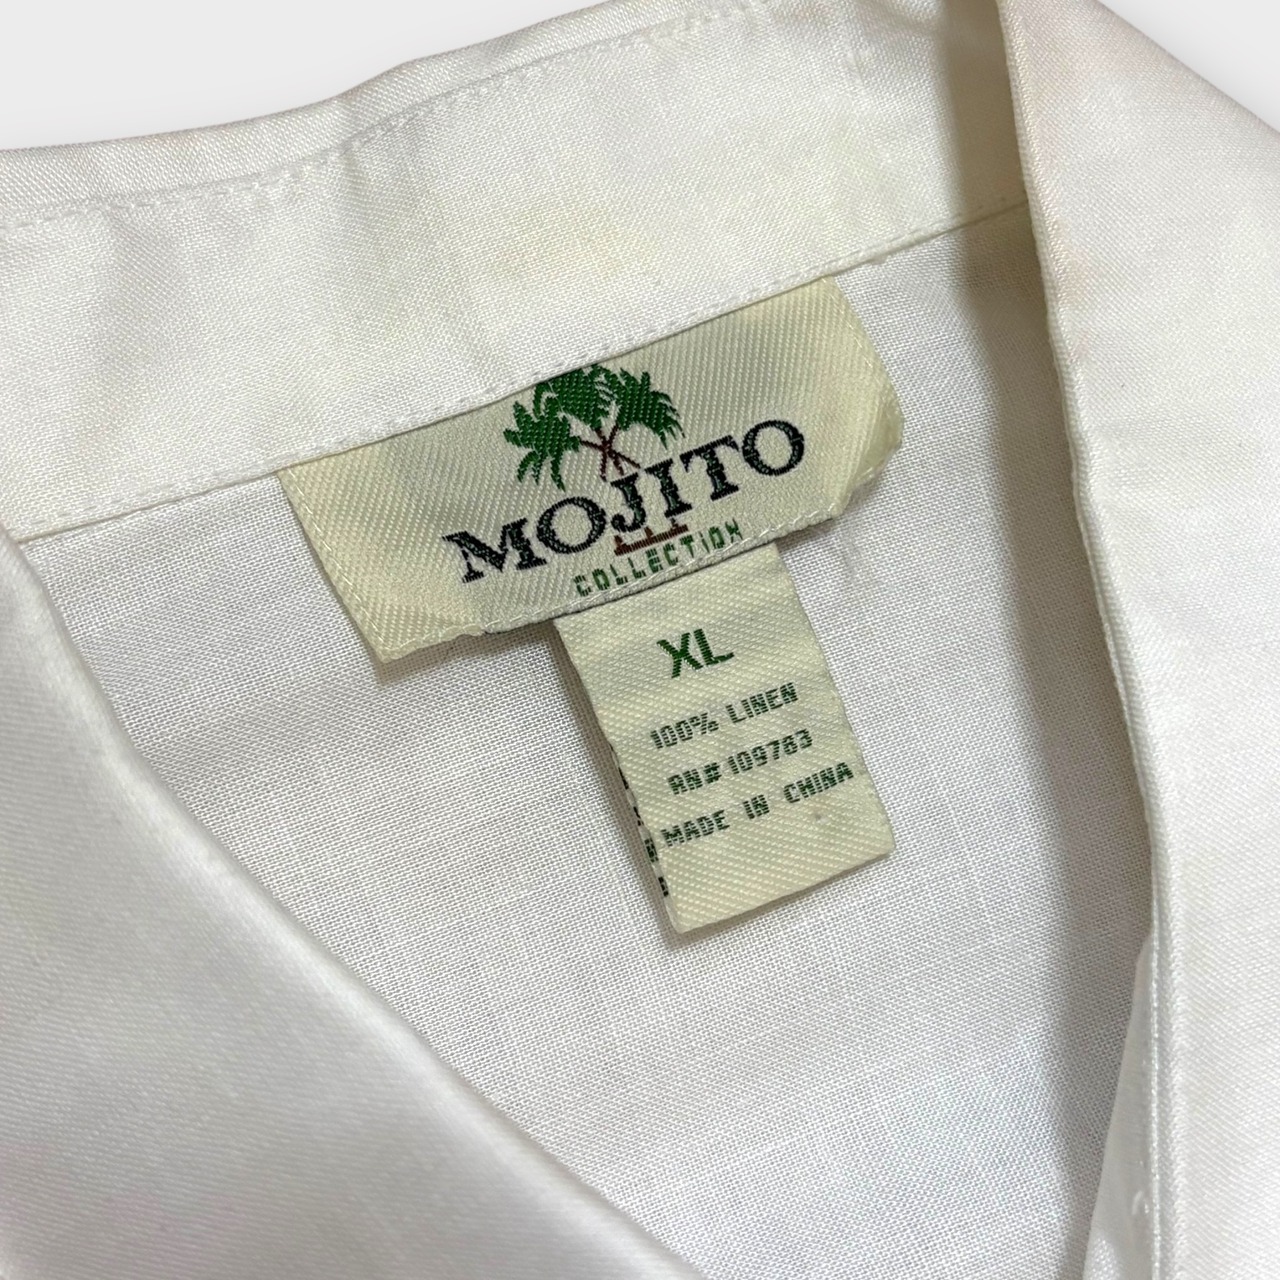 MOJITO
COLLECTION
XL
100% LINEN
RN# 109783
MADE IN CHINA